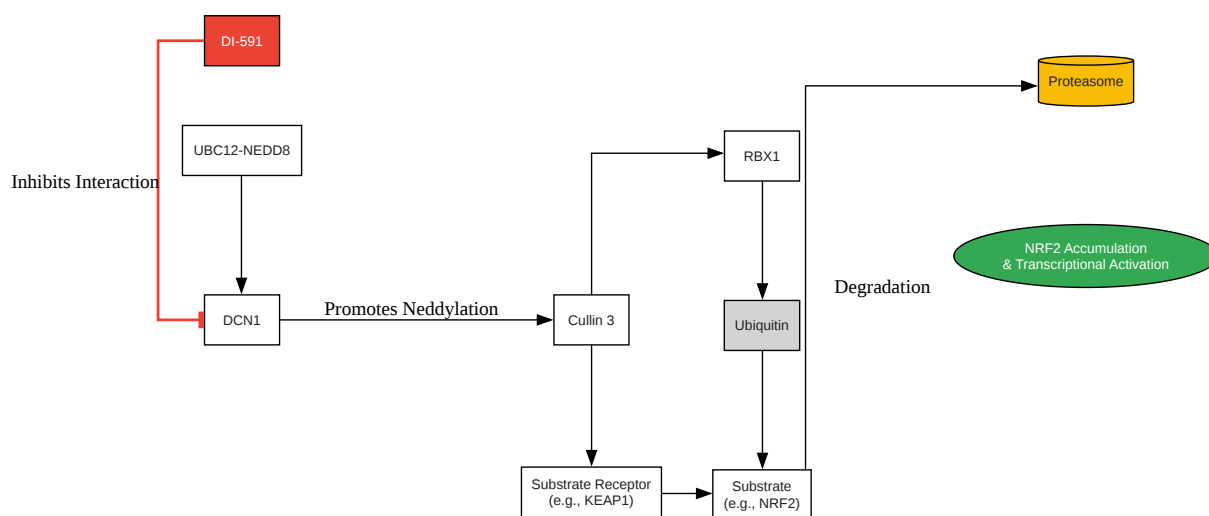 DI-591
Proteasome
UBC12-NEDD8
RBX1
Inhibits Interaction
NRF2 Accumulation
& Transcriptional Activation
Degradation
DCN1
Promotes Neddylation
Cullin 3
Ubiquitin
Substrate Receptor
(e.g., KEAP1)
Substrate
(e.g., NRF2)